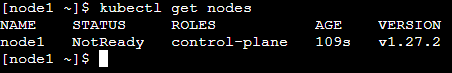 [node1 ~]$ kubectl get nodes
NAME    STATUS     ROLES           AGE    VERSION
node1   NotReady   control-plane   109s   v1.27.2
[node1 ~]$